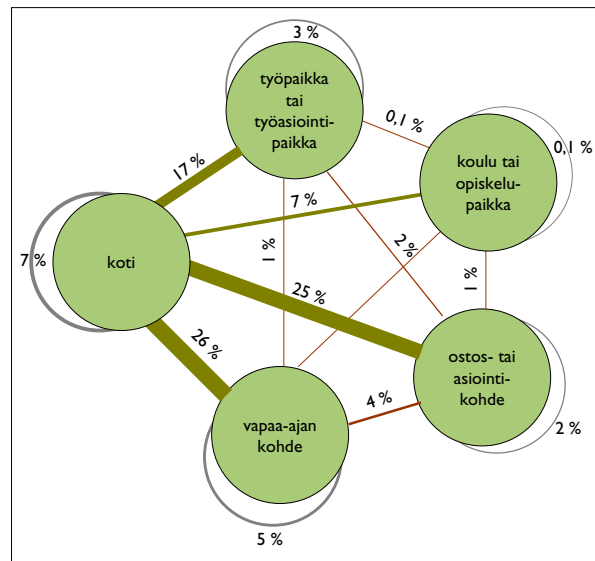 3 %
työpaikka
tai
työasiointi-
paikka
0,1 %
koulu tai
opiskelu-
paikka
0,1 %
17 %
7 %
7 %
koti
1 %
2 %
1 %
25 %
26 %
ostos- tai
asiointi-
kohde
2 %
4 %
vapaa-ajan
kohde
5 %